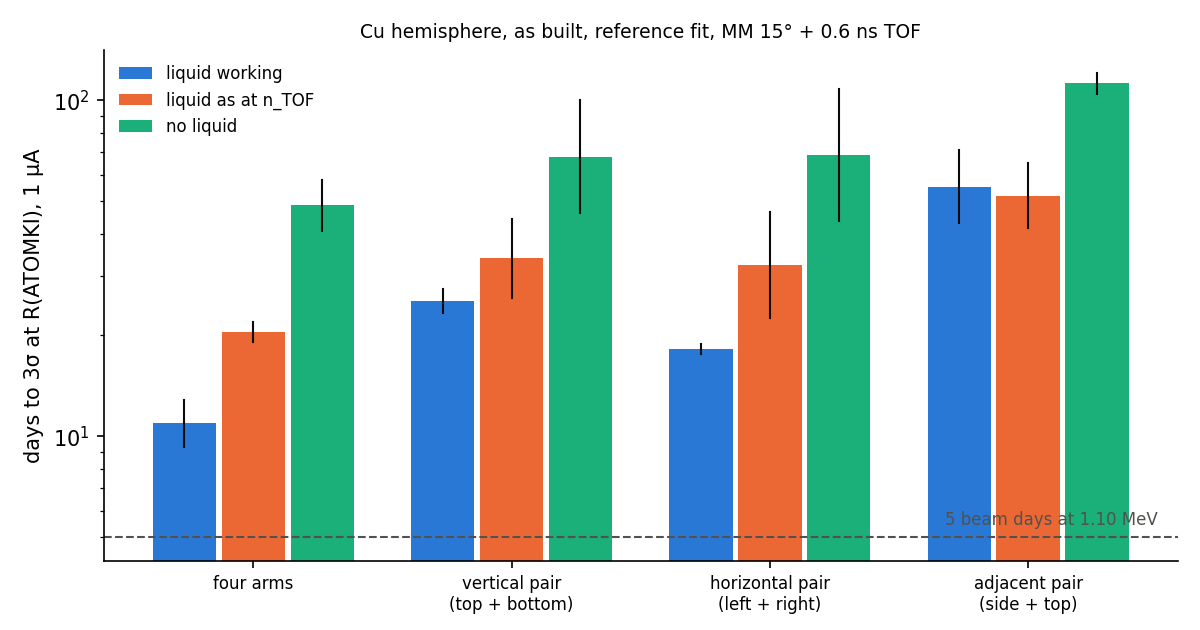 Cu hemisphere, as built, reference fit, MM 15° + 0.6 ns TOF
liquid working
liquid as at n_TOF
no liquid
days to 3σ at R(ATOMKI), 1 µA
10²
10¹
5 beam days at 1.10 MeV
four arms
vertical pair
(top + bottom)
horizontal pair
(left + right)
adjacent pair
(side + top)